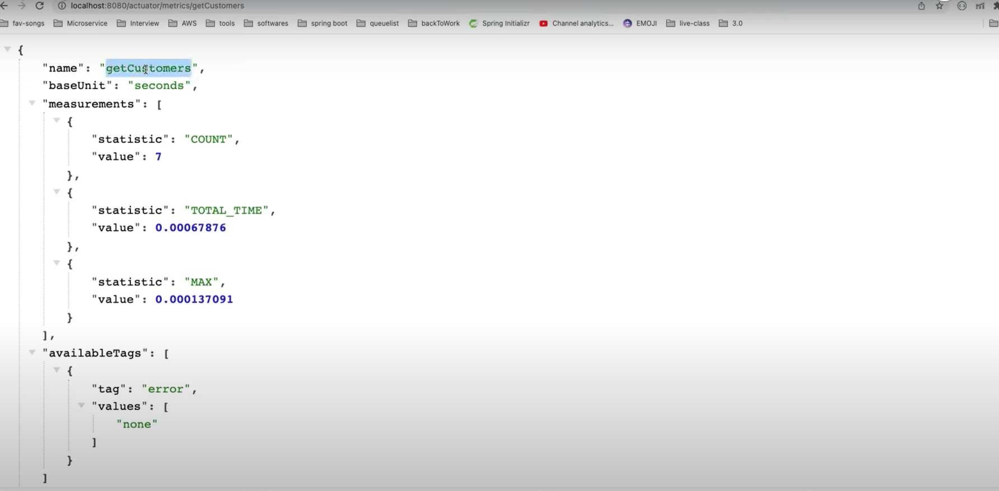 localhost:8080/actuator/metrics/getCustomers
fav-songs Microservice Interview AWS tools softwares spring boot queuelist backToWork Spring Initializr Channel analytics... EMOJI live-class 3.0
{
"name": "getCustomers",
"baseUnit": "seconds",
"measurements": [
{
"statistic": "COUNT",
"value": 7
},
{
"statistic": "TOTAL_TIME",
"value": 0.00067876
},
{
"statistic": "MAX",
"value": 0.000137091
}
],
"availableTags": [
{
"tag": "error",
"values": [
"none"
]
}
]